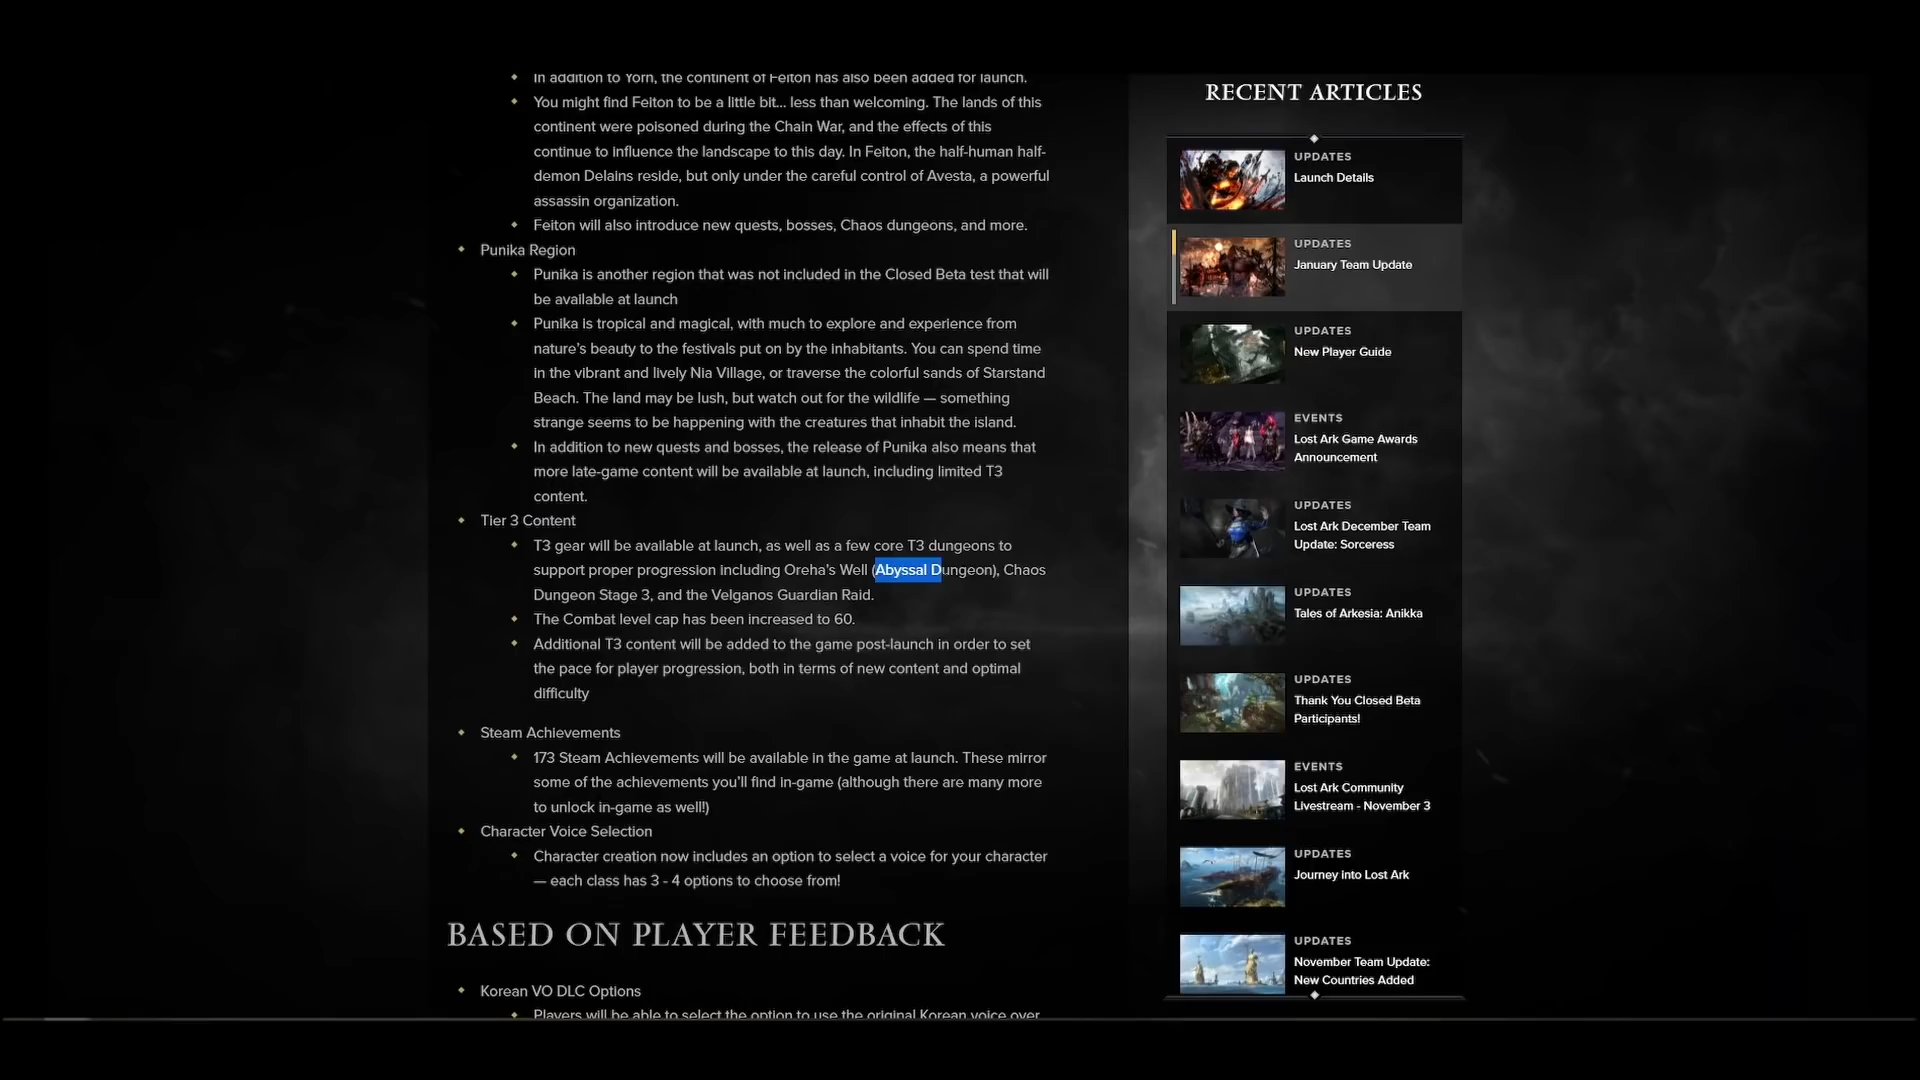 In addition to Yorn, the continent of Feiton has also been added for launch.
You might find Feiton to be a little bit... less than welcoming. The lands of this
continent were poisoned during the Chain War, and the effects of this
continue to influence the landscape to this day. In Feiton, the half-human half-
demon Delains reside, but only under the careful control of Avesta, a powerful
assassin organization.
Feiton will also introduce new quests, bosses, Chaos dungeons, and more.
Punika Region
Punika is another region that was not included in the Closed Beta test that will
be available at launch
Punika is tropical and magical, with much to explore and experience from
nature's beauty to the festivals put on by the inhabitants. You can spend time
in the vibrant and lively Nia Village, or traverse the colorful sands of Starstand
Beach. The land may be lush, but watch out for the wildlife — something
strange seems to be happening with the creatures that inhabit the island.
In addition to new quests and bosses, the release of Punika also means that
more late-game content will be available at launch, including limited T3
content.
Tier 3 Content
T3 gear will be available at launch, as well as a few core T3 dungeons to
support proper progression including Oreha's Well (Abyssal Dungeon), Chaos
Dungeon Stage 3, and the Velganos Guardian Raid.
The Combat level cap has been increased to 60.
Additional T3 content will be added to the game post-launch in order to set
the pace for player progression, both in terms of new content and optimal
difficulty
Steam Achievements
173 Steam Achievements will be available in the game at launch. These mirror
some of the achievements you'll find in-game (although there are many more
to unlock in-game as well!)
Character Voice Selection
Character creation now includes an option to select a voice for your character
— each class has 3 - 4 options to choose from!
BASED ON PLAYER FEEDBACK
Korean VO DLC Options
Players will be able to select the option to use the original Korean voice over
RECENT ARTICLES
UPDATES
Launch Details
UPDATES
January Team Update
UPDATES
New Player Guide
EVENTS
Lost Ark Game Awards
Announcement
UPDATES
Lost Ark December Team
Update: Sorceress
UPDATES
Tales of Arkesia: Anikka
UPDATES
Thank You Closed Beta
Participants!
EVENTS
Lost Ark Community
Livestream - November 3
UPDATES
Journey into Lost Ark
UPDATES
November Team Update:
New Countries Added